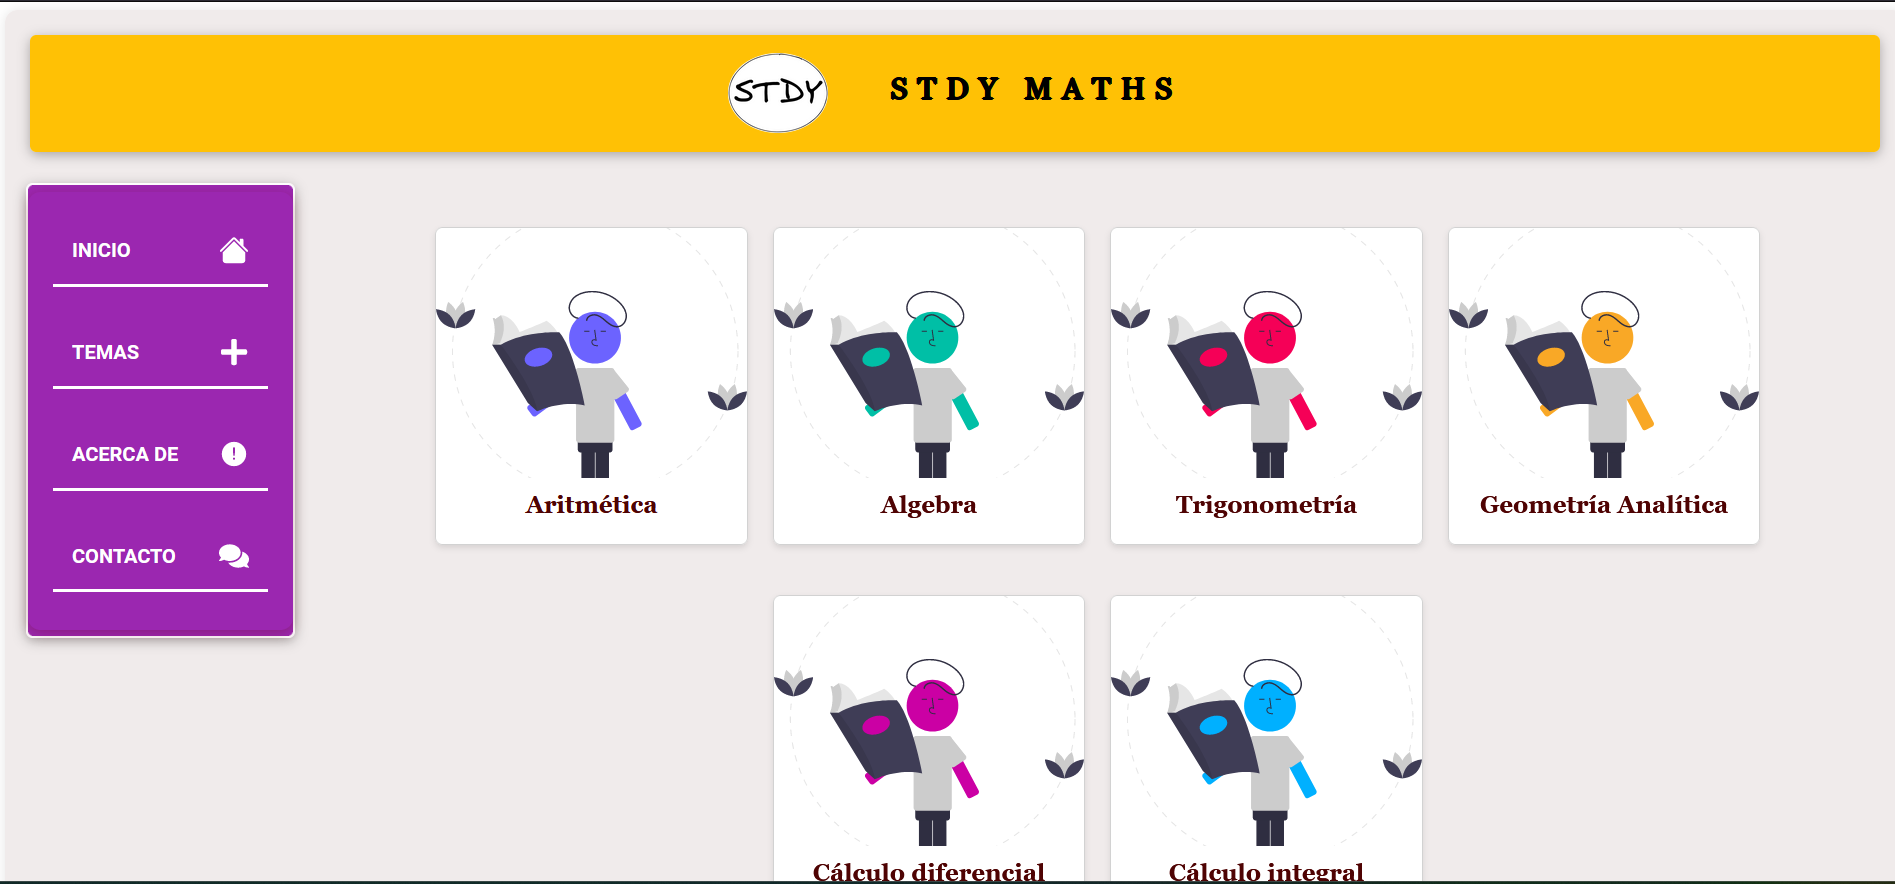 STDY
STDY MATHS
INICIO
TEMAS
ACERCA DE
CONTACTO
Aritmética
Algebra
Trigonometría
Geometría Analítica
Cálculo diferencial
Cálculo integral